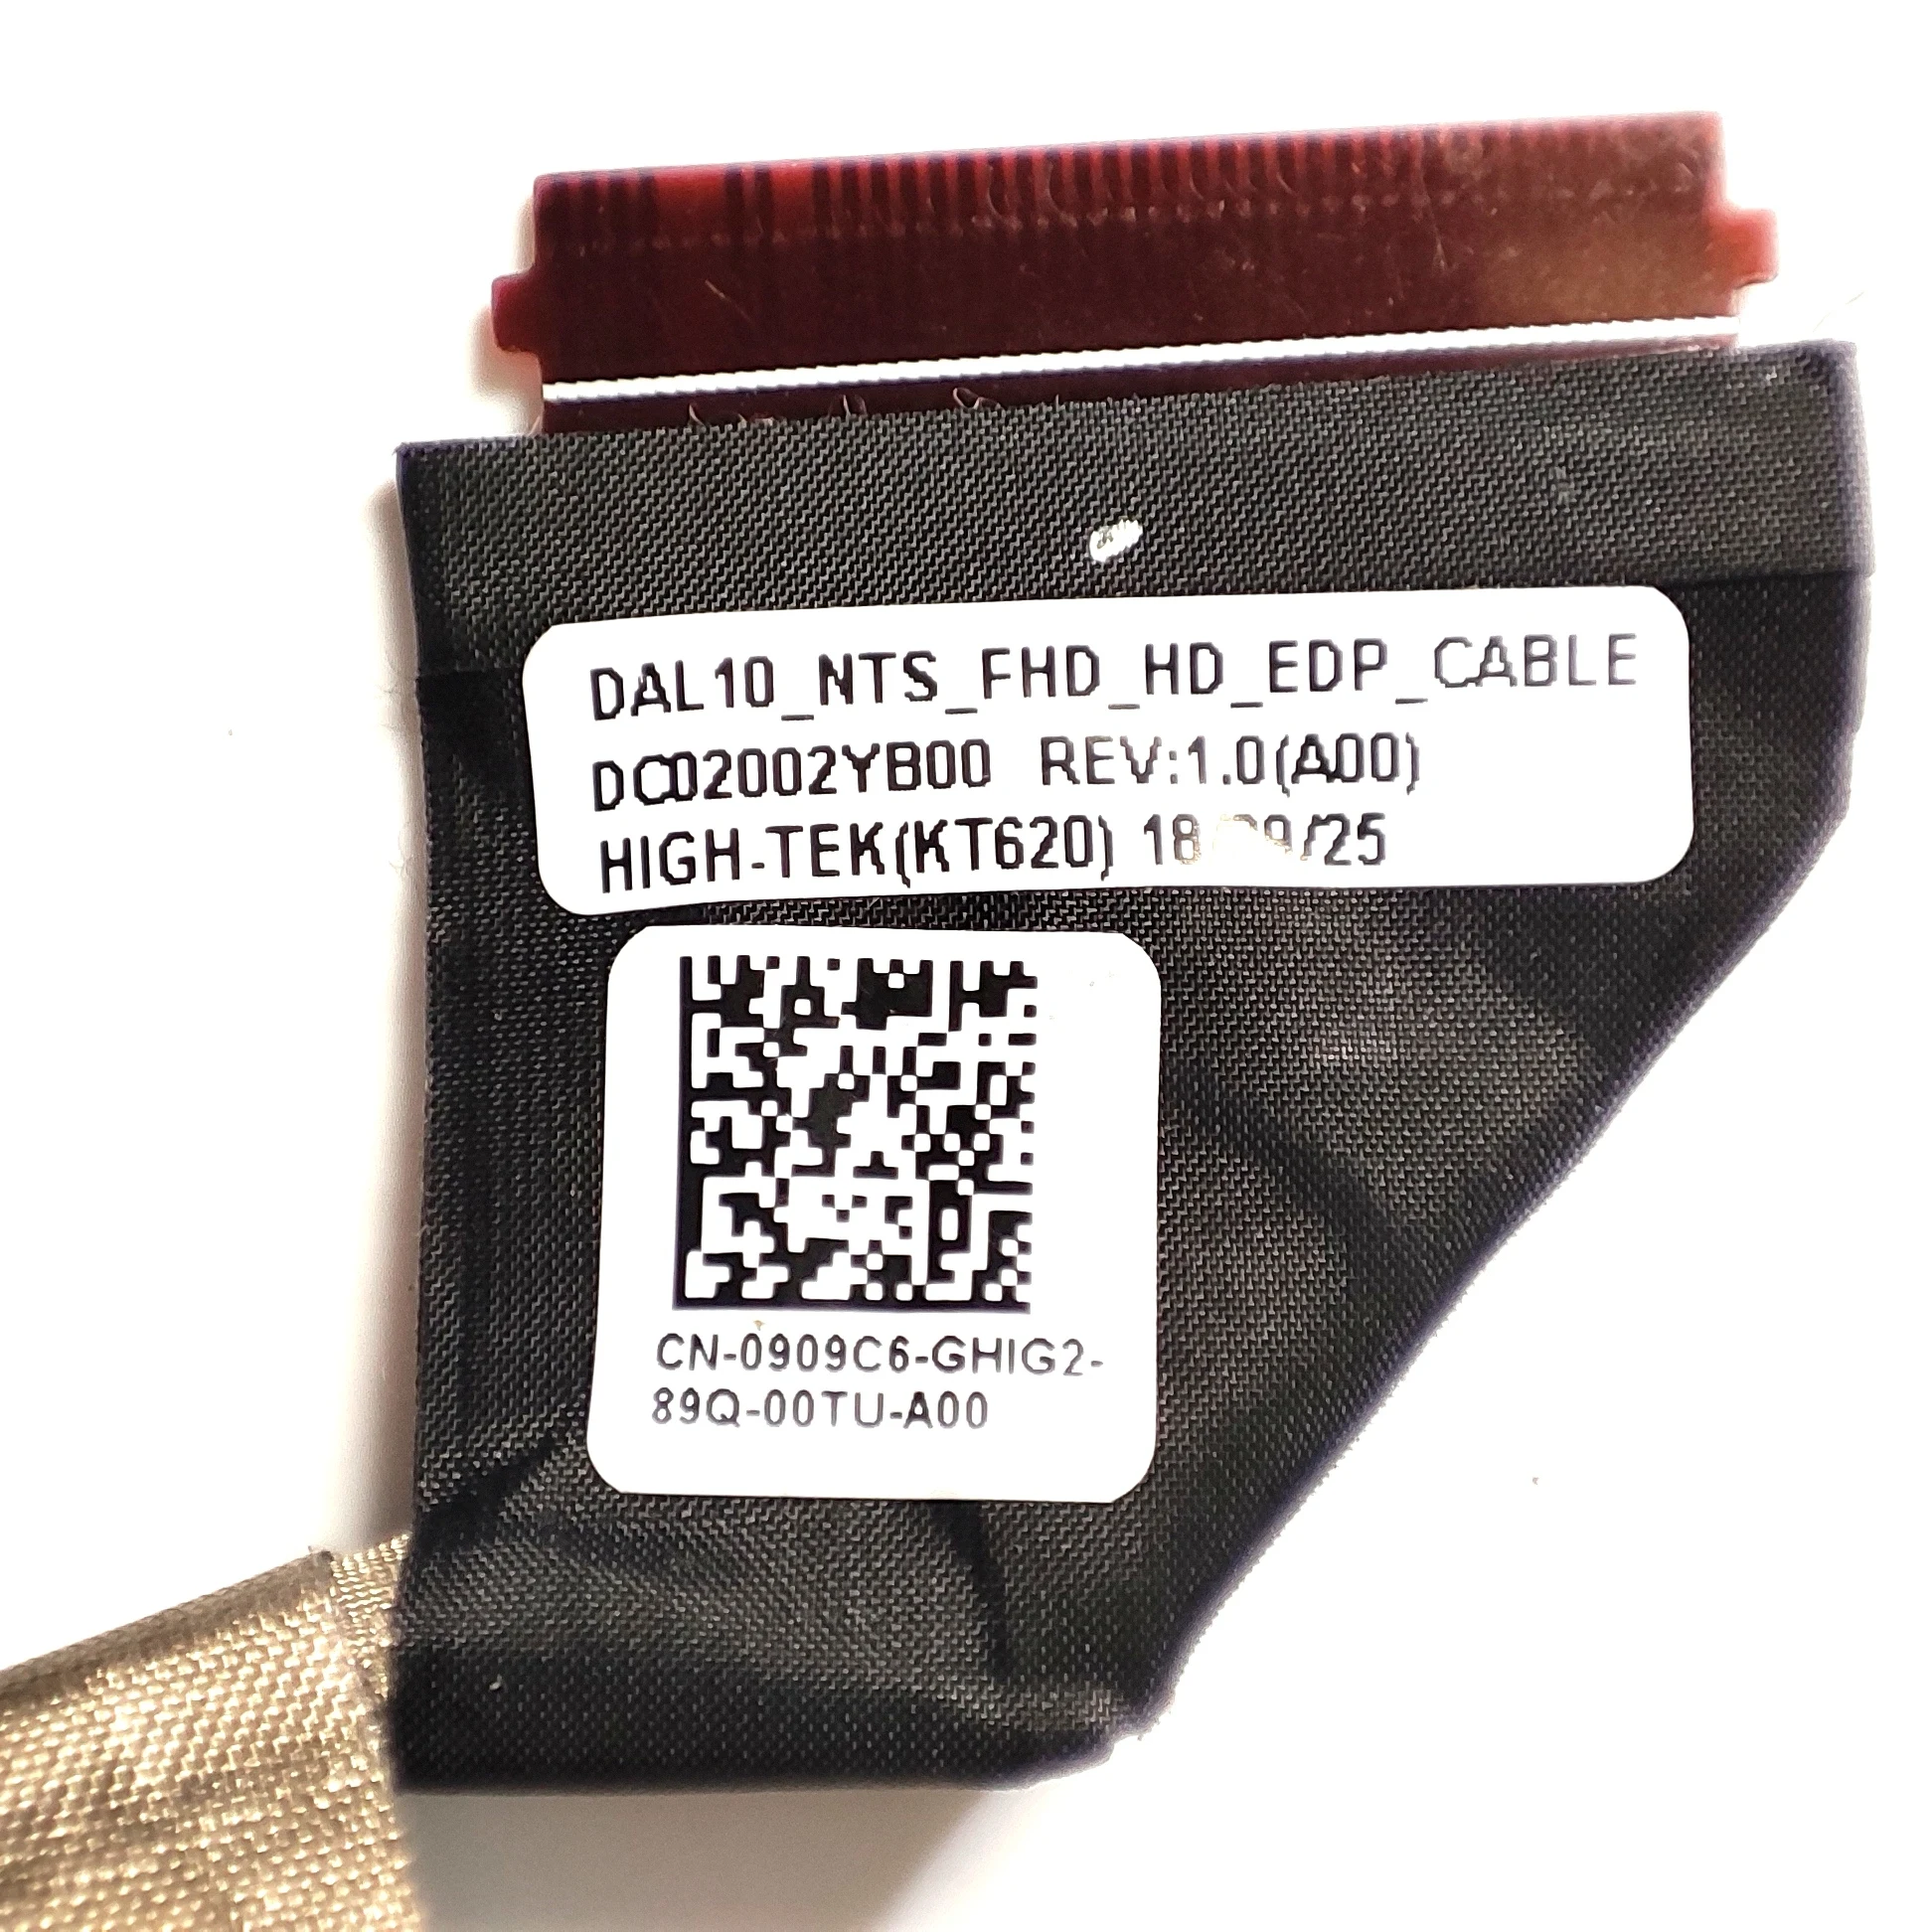 DAL10_NTS_FHD_HD_EDP_CABLE
DC02002YB00 REV:1.0(A00)
HIGH-TEK(KT620)
CN-0909C6-GHIG2-
89Q-00TU-A00